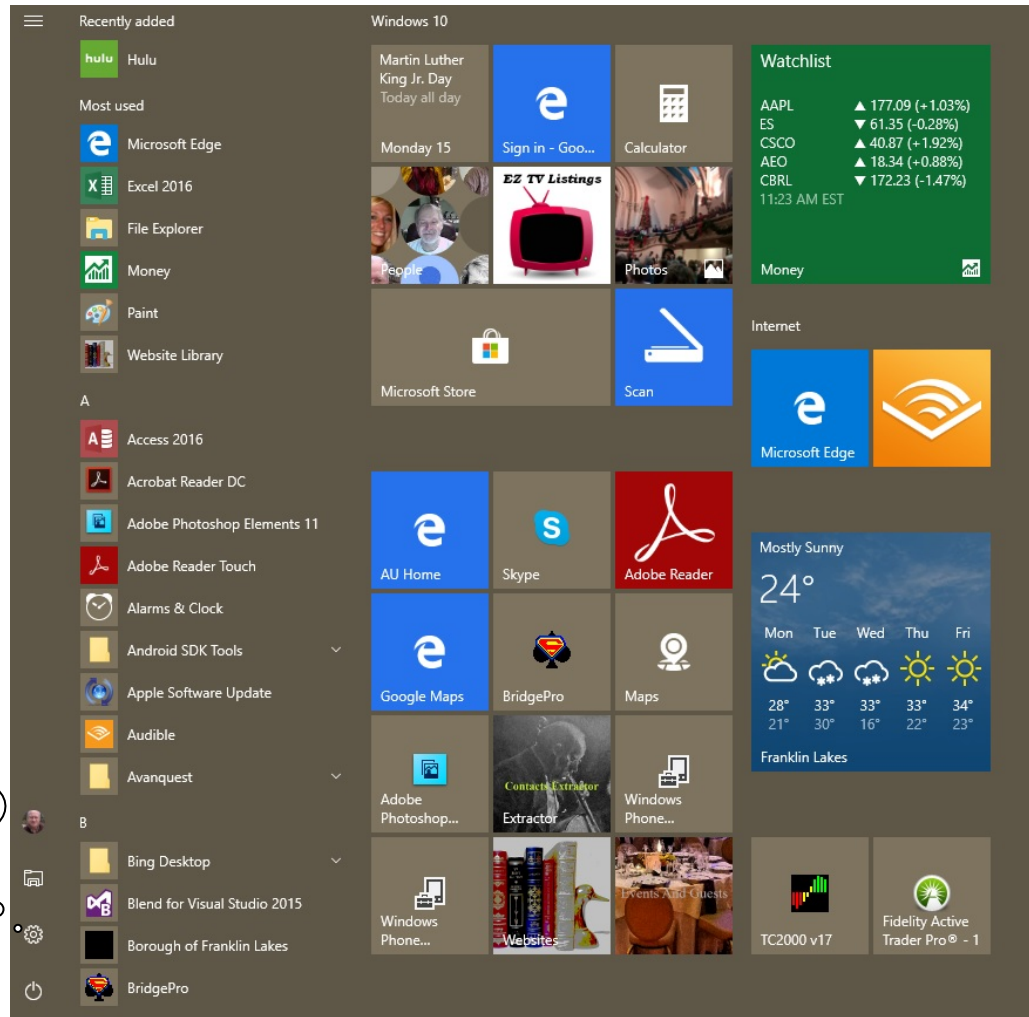 Recently added
hulu Hulu
Most used
Microsoft Edge
Excel 2016
File Explorer
Money
Paint
Website Library
A
Access 2016
Acrobat Reader DC
Adobe Photoshop Elements 11
Adobe Reader Touch
Alarms & Clock
Android SDK Tools
Apple Software Update
Audible
Avanquest
B
Bing Desktop
Blend for Visual Studio 2015
Borough of Franklin Lakes
BridgePro
Windows 10
Martin Luther
King Jr. Day
Today all day
Monday 15
Sign in - Goo...
Calculator
People
EZ TV Listings
Photos
Microsoft Store
Scan
AU Home
Skype
Adobe Reader
Google Maps
BridgePro
Maps
Adobe
Photoshop...
Contacts Extractor
Extractor
Windows
Phone...
Windows
Phone...
Websites
Events And Guests
Watchlist
AAPL ▲ 177.09 (+1.03%)
ES ▼ 61.35 (-0.28%)
CSCO ▲ 40.87 (+1.92%)
AEO ▲ 18.34 (+0.88%)
CBRL ▼ 172.23 (-1.47%)
11:23 AM EST
Money
Internet
Microsoft Edge
Mostly Sunny
24°
Mon Tue Wed Thu Fri
28° 33° 33° 33° 34°
21° 30° 16° 22° 23°
Franklin Lakes
TC2000 v17
Fidelity Active
Trader Pro® - 1